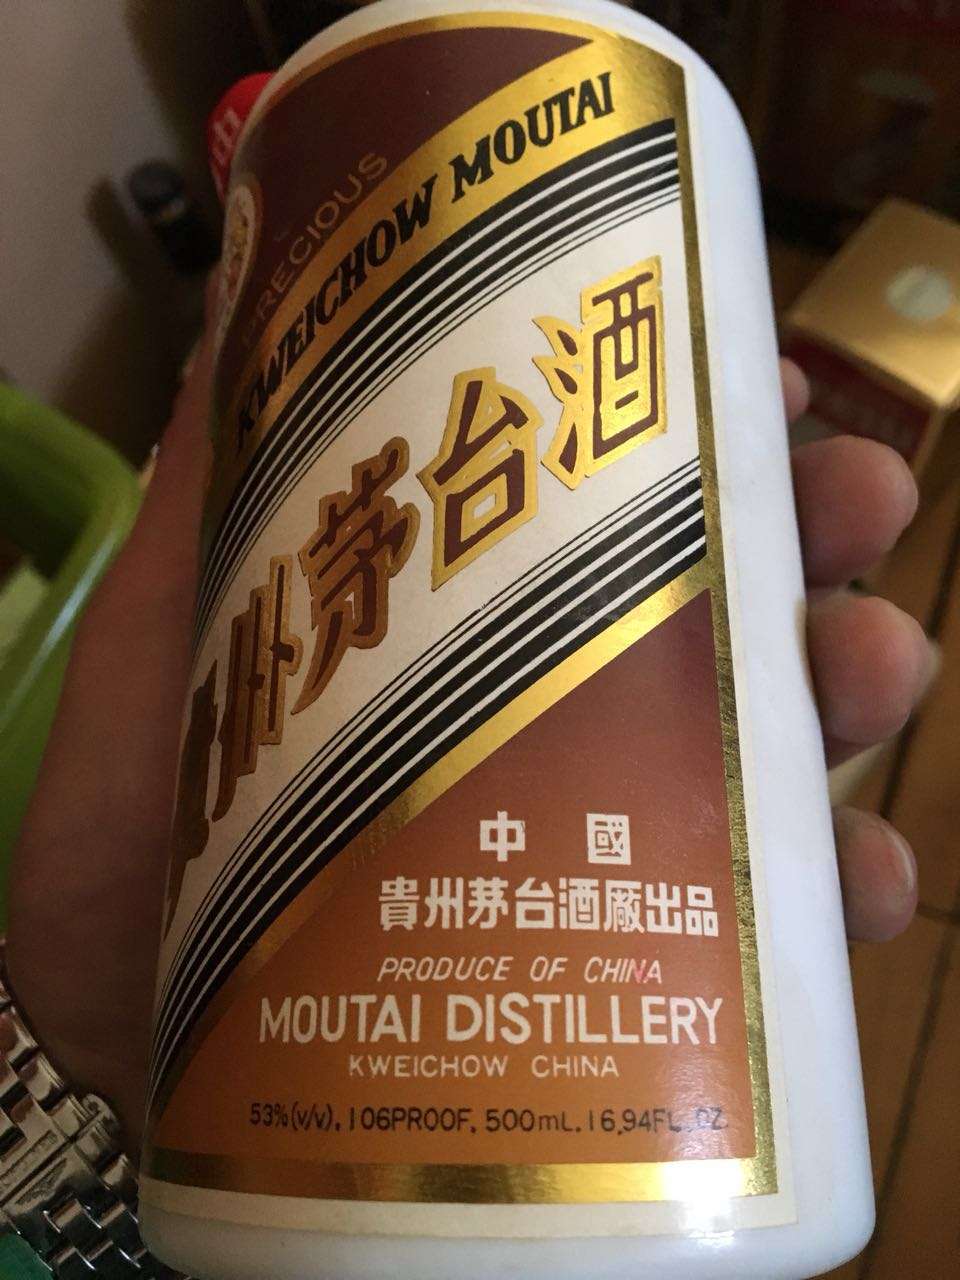 PRECIOUS
KWEICHOW MOUTAI
州茅台酒
中國
貴州茅台酒廠出品
PRODUCE OF CHINA
MOUTAI DISTILLERY
KWEICHOW CHINA
53%(v/v). 106PROOF. 500mL. 16.94FL.OZ